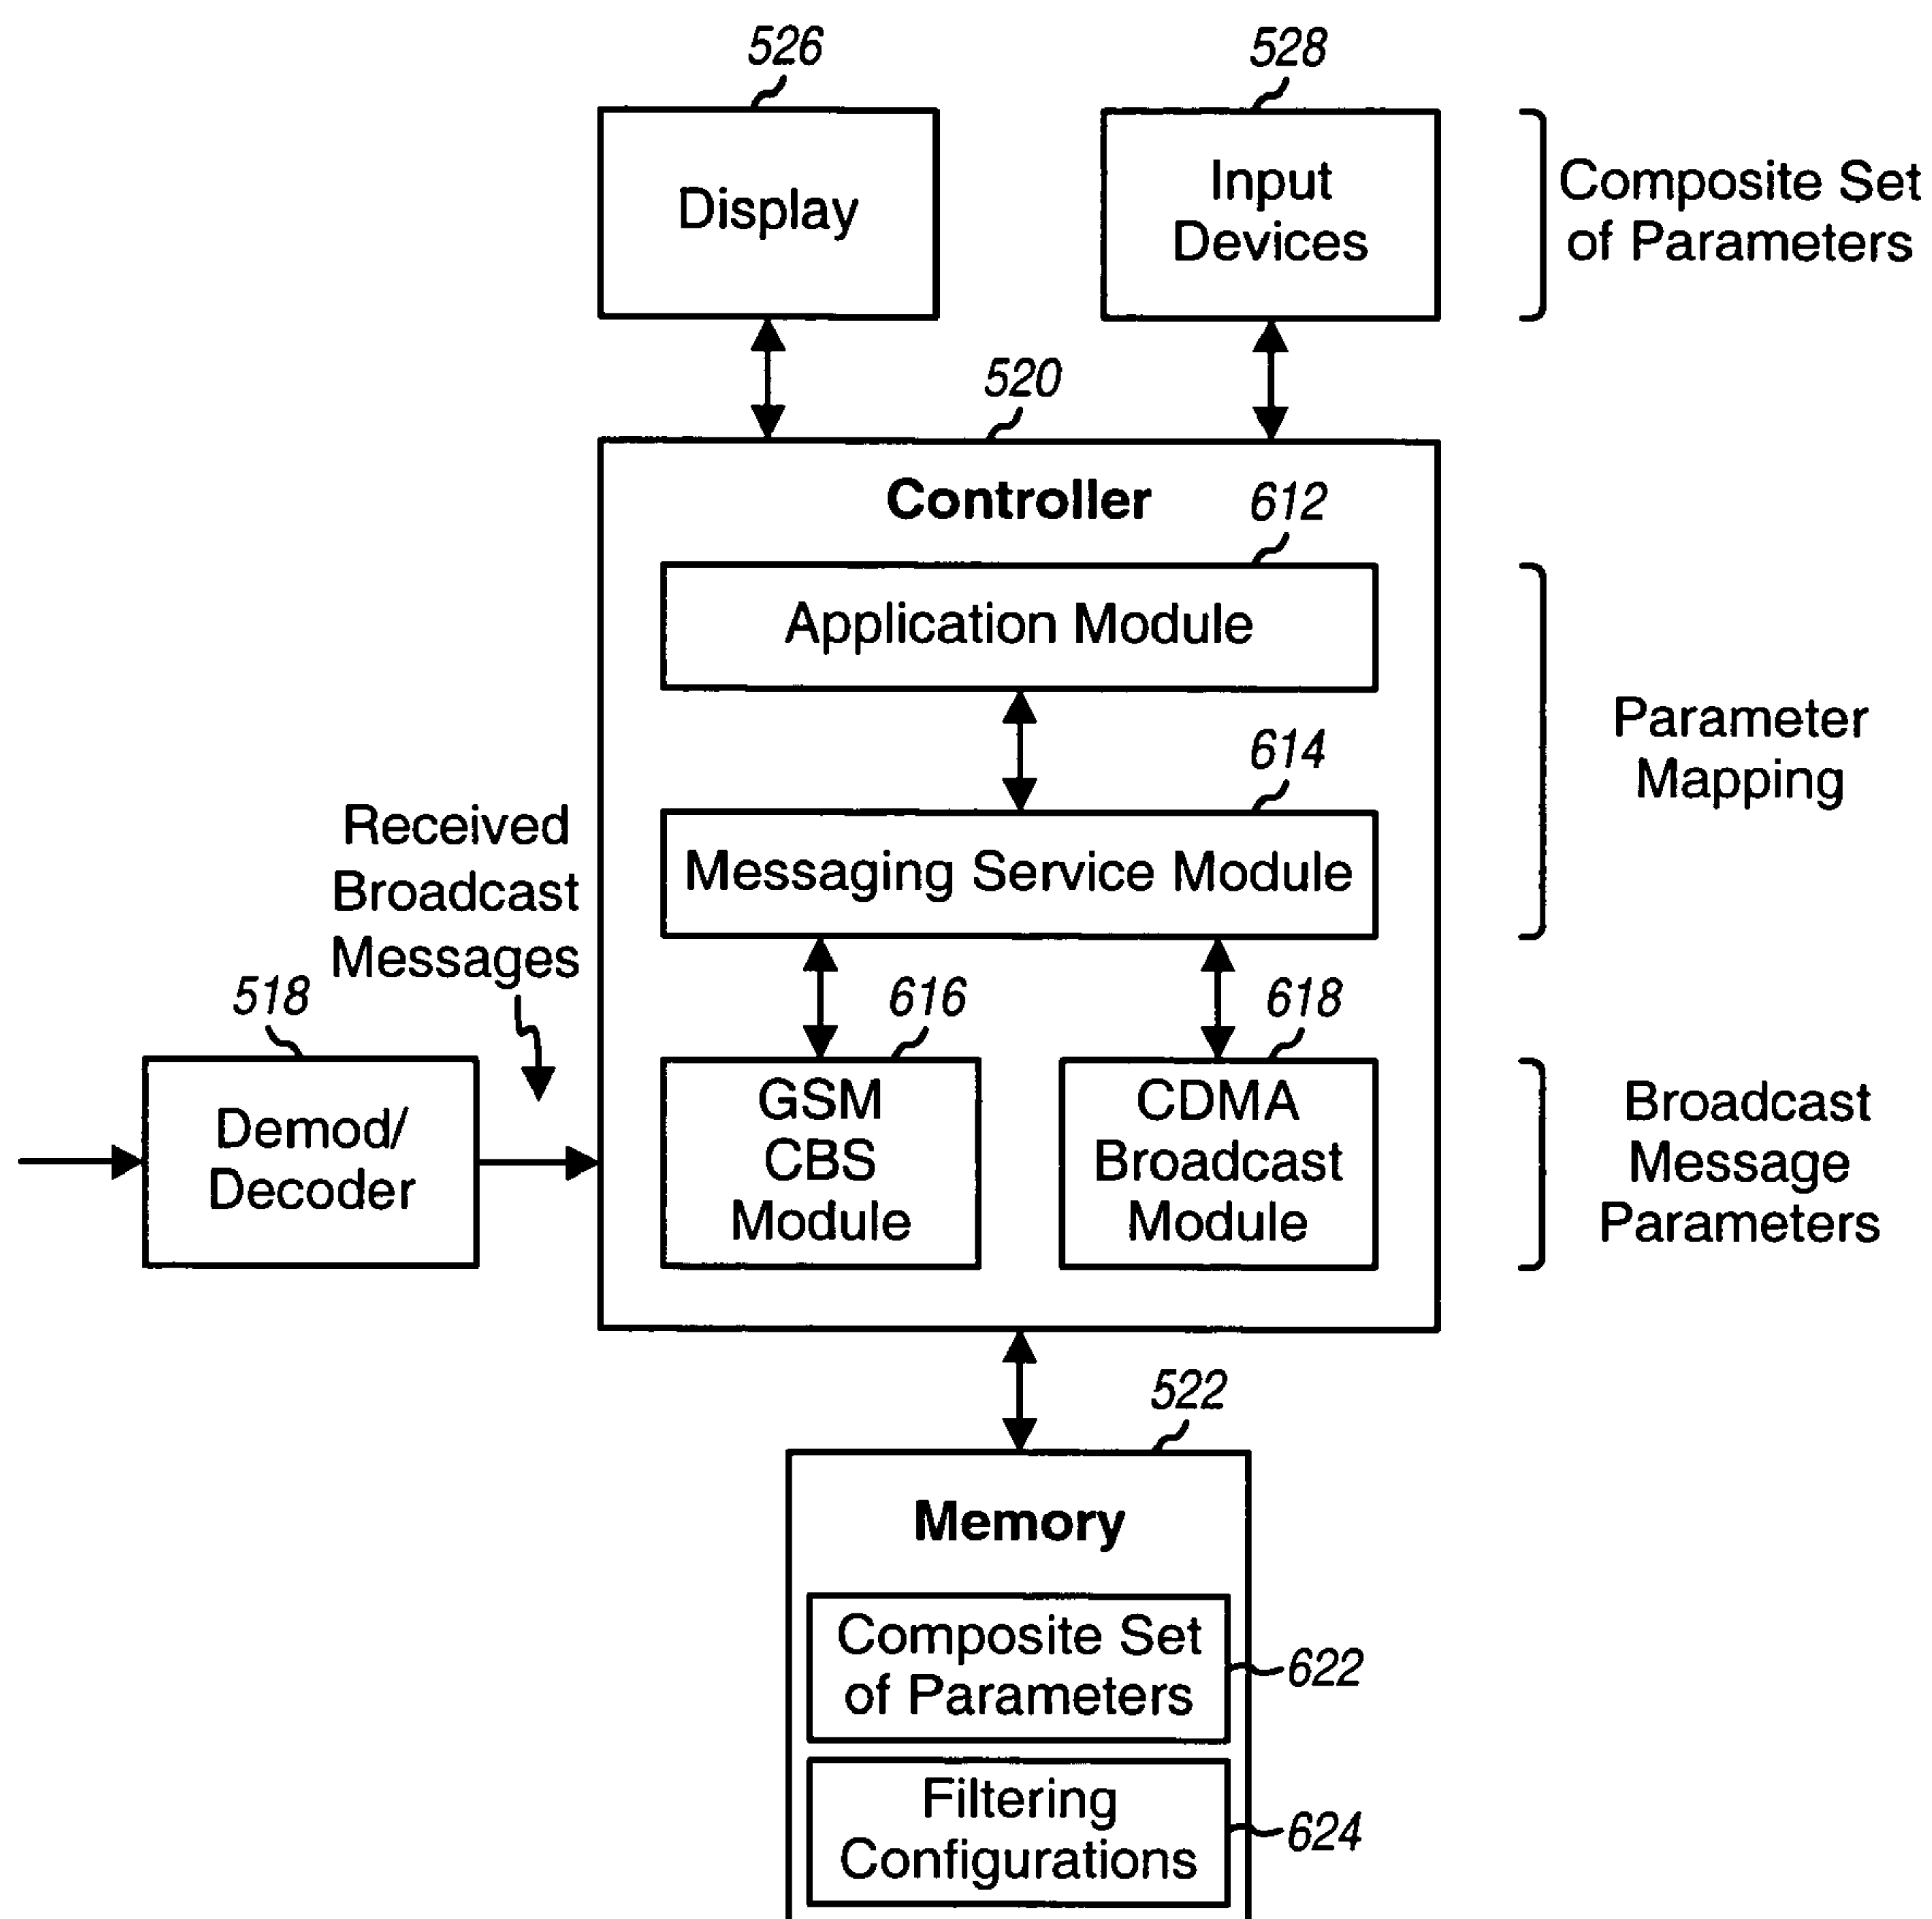 526
528
Display
Input
Devices
Composite Set
of Parameters
520
Controller
612
Application Module
Parameter
Mapping
614
Messaging Service Module
Received
Broadcast
Messages
518
616
618
Demod/
Decoder
GSM
CBS
Module
CDMA
Broadcast
Module
Broadcast
Message
Parameters
522
Memory
Composite Set
of Parameters
622
Filtering
Configurations
624